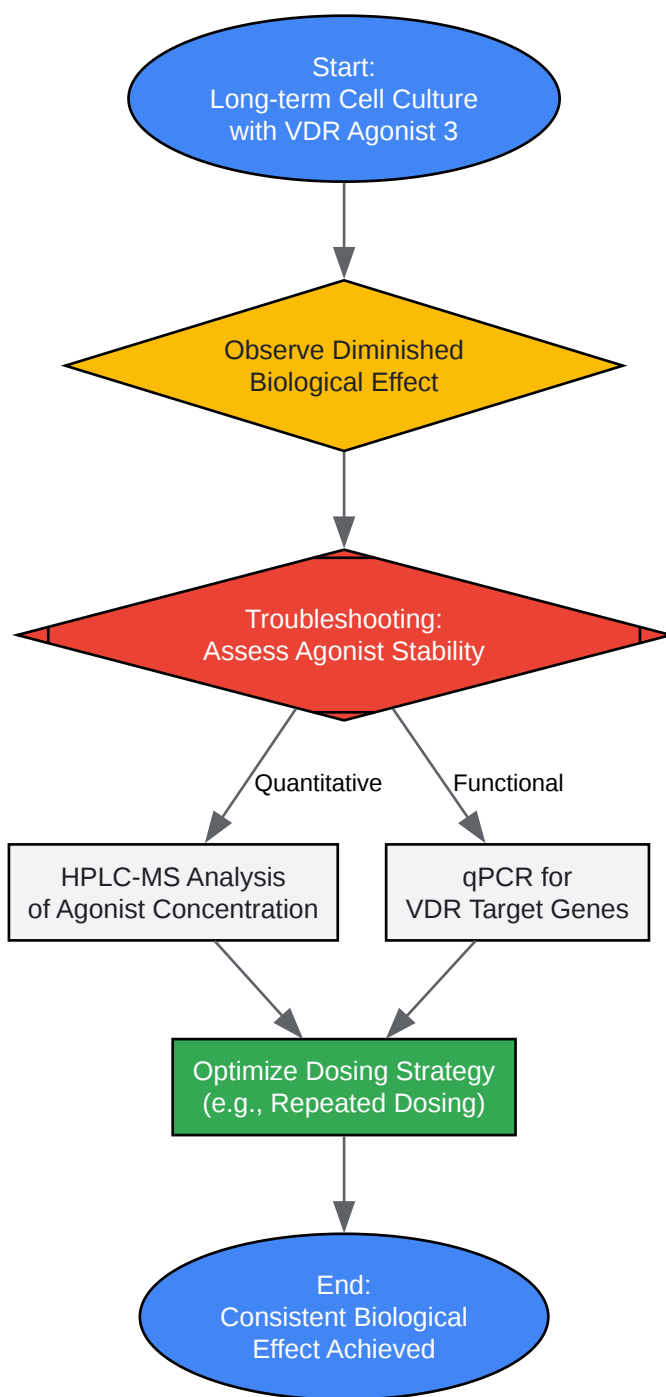 Start:
Long-term Cell Culture
with VDR Agonist 3
Observe Diminished
Biological Effect
Troubleshooting:
Assess Agonist Stability
Quantitative
Functional
HPLC-MS Analysis
of Agonist Concentration
qPCR for
VDR Target Genes
Optimize Dosing Strategy
(e.g., Repeated Dosing)
End:
Consistent Biological
Effect Achieved